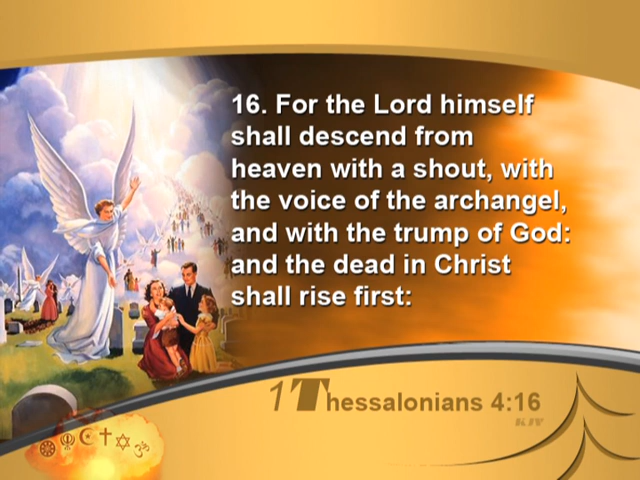 16. For the Lord himself
shall descend from
heaven with a shout, with
the voice of the archangel,
and with the trump of God:
and the dead in Christ
shall rise first:
1Thessalonians 4:16
KJV